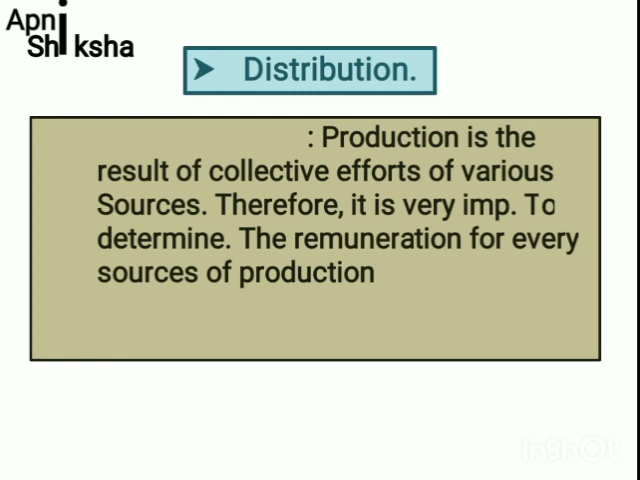 Apni
Shiksha
➤ Distribution.
: Production is the
result of collective efforts of various
Sources. Therefore, it is very imp. To
determine. The remuneration for every
sources of production
InShOt